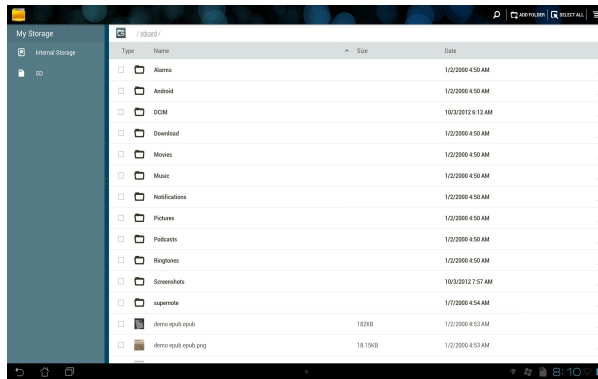 ADD FOLDER SELECT ALL
My Storage
/ sdcard /
Internal Storage
SD
Type Name Size Date
Alarms 1/2/2000 4:50 AM
Android 1/2/2000 4:50 AM
DCIM 10/3/2012 6:12 AM
Download 1/2/2000 4:50 AM
Movies 1/2/2000 4:50 AM
Music 1/2/2000 4:50 AM
Notifications 1/2/2000 4:50 AM
Pictures 1/2/2000 4:50 AM
Podcasts 1/2/2000 4:50 AM
Ringtones 1/2/2000 4:50 AM
Screenshots 10/3/2012 7:57 AM
supernote 1/7/2000 4:54 AM
demo epub.epub 182KB 1/2/2000 4:53 AM
demo epub.epub.png 18.15KB 1/2/2000 4:53 AM
8:10